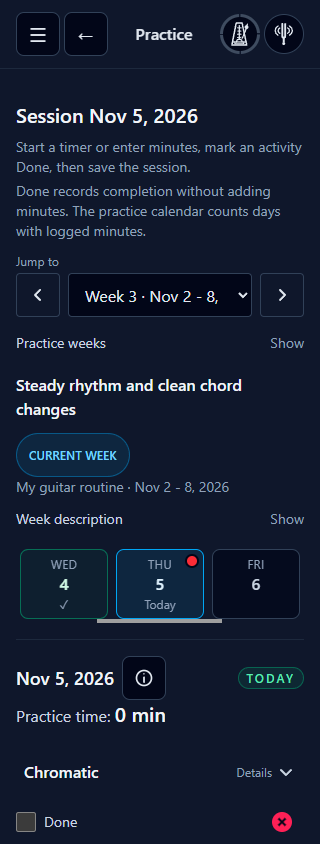 Practice
Session Nov 5, 2026
Start a timer or enter minutes, mark an activity
Done, then save the session.
Done records completion without adding
minutes. The practice calendar counts days
with logged minutes.
Jump to
Week 3 · Nov 2 - 8,
Practice weeks Show
Steady rhythm and clean chord
changes
CURRENT WEEK
My guitar routine · Nov 2 - 8, 2026
Week description Show
WED THU FRI
4 5 6
✓ Today
Nov 5, 2026 TODAY
Practice time: 0 min
Chromatic Details
Done